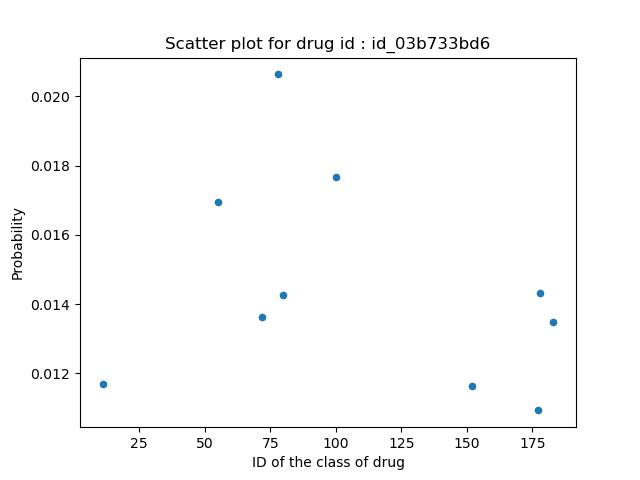 Scatter plot for drug id : id_03b733bd6
0.020
0.018
0.016
0.014
0.012
Probability
25 50 75 100 125 150 175
ID of the class of drug